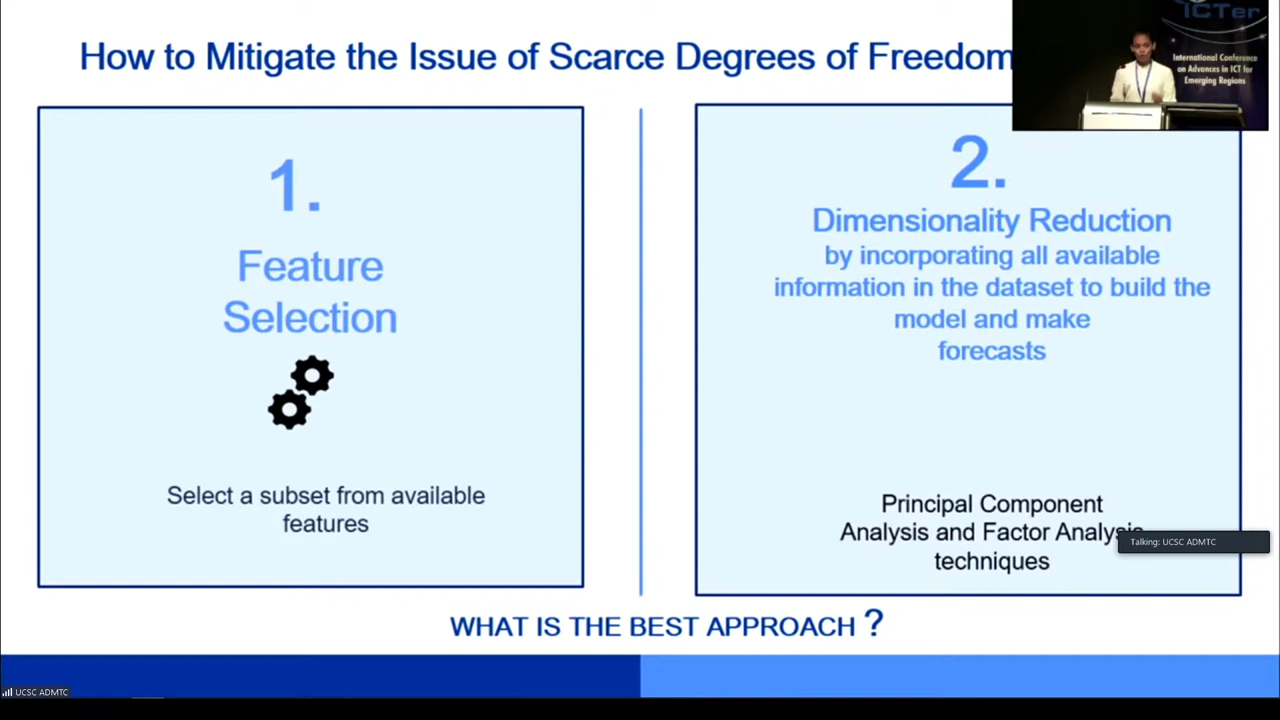 How to Mitigate the Issue of Scarce Degrees of Freedom
ICTer
International Conference
on Advances in ICT for
Emerging Regions
1.
Feature
Selection
Select a subset from available
features
2.
Dimensionality Reduction
by incorporating all available
information in the dataset to build the
model and make
forecasts
Principal Component
Analysis and Factor Analysis
techniques
Talking: UCSC ADMTC
WHAT IS THE BEST APPROACH ?
UCSC ADMTC